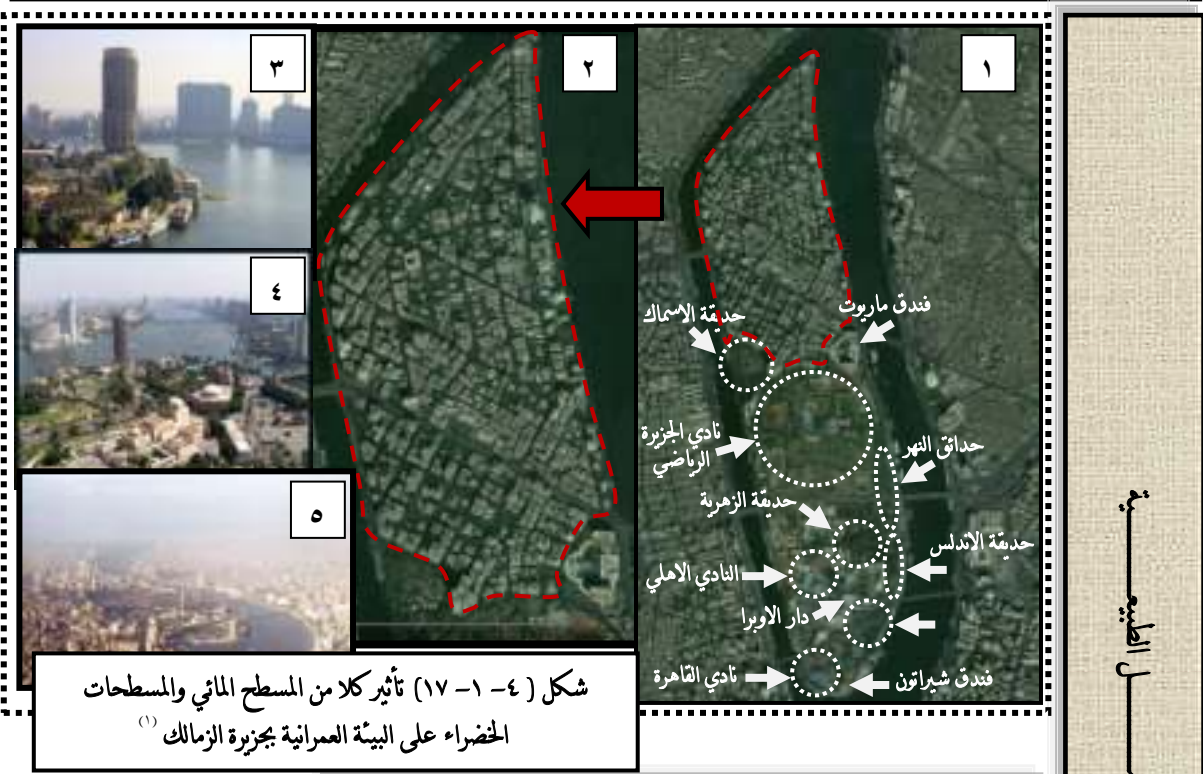 ١
٢
٣
٤
٥
فندق ماريوت
حديقة الاسماك
نادي الجزيرة
الرياضي
حدائق النهر
حديقة الزهرية
حديقة الاندلس
النادي الاهلي
دار الاوبرا
نادي القاهرة
فندق شيراتون
شكل (٤-١-١٧) تأثير كلا من المسطح المائي والمسطحات
الخضراء على البيئة العمرانية بجزيرة الزمالك (١)